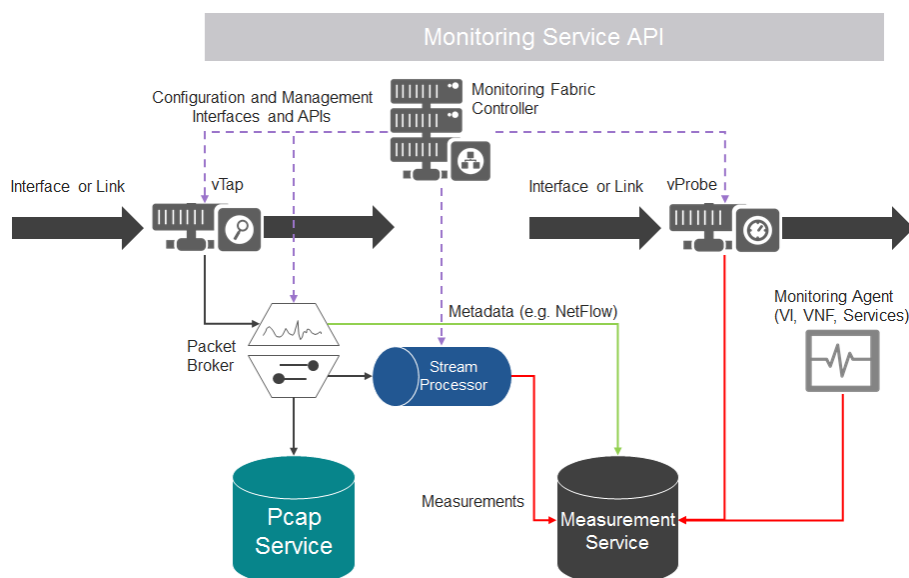 Monitoring Service API
Configuration and Management
Interfaces and APIs
Monitoring Fabric
Controller
Interface or Link
vTap
Interface or Link
vProbe
Metadata (e.g. NetFlow)
Monitoring Agent
(VI, VNF, Services)
Packet
Broker
Stream
Processor
Measurements
Pcap
Service
Measurement
Service